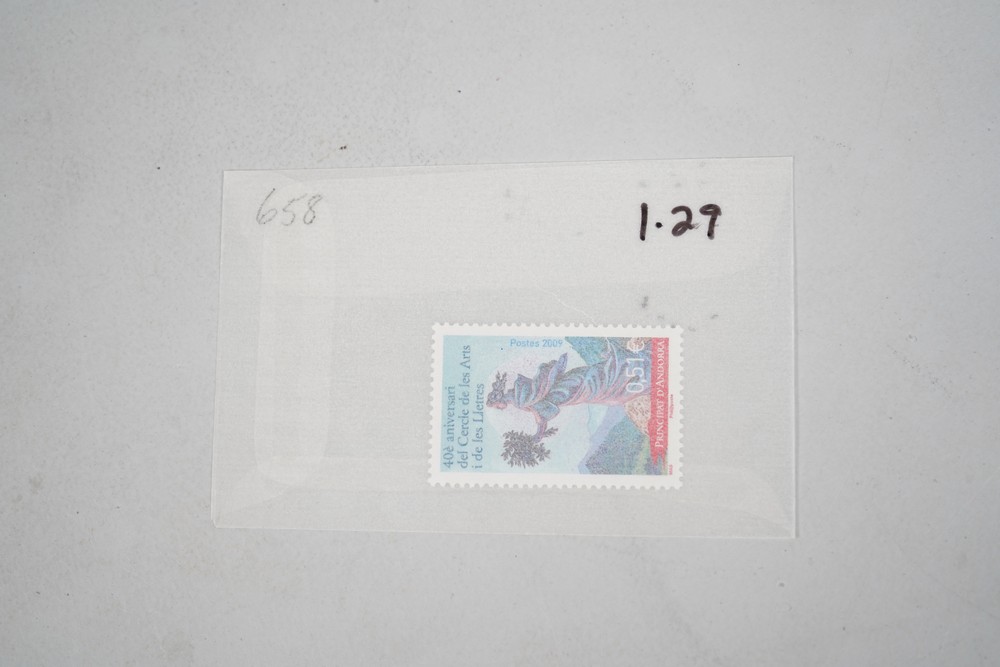 658
1.29
40è aniversari
del Cercle de les Arts
i de les Lletres
Postes 2009
0,51€
PRINCIPAT D'ANDORRA